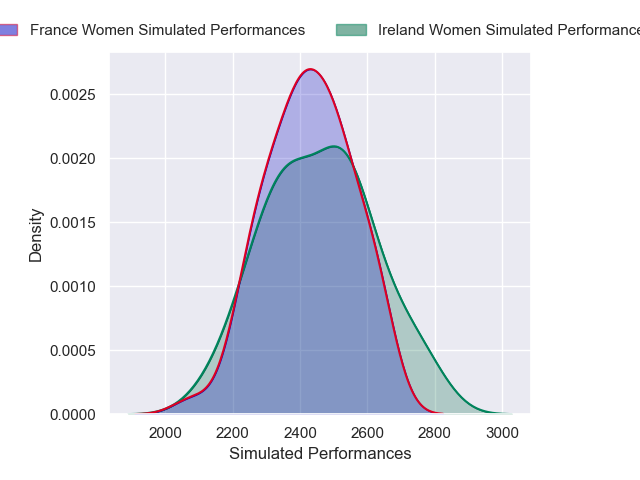 France Women Simulated Performances
Ireland Women Simulated Performance
0.0025
0.0020
0.0015
0.0010
0.0005
0.0000
Density
2000 2200 2400 2600 2800 3000
Simulated Performances